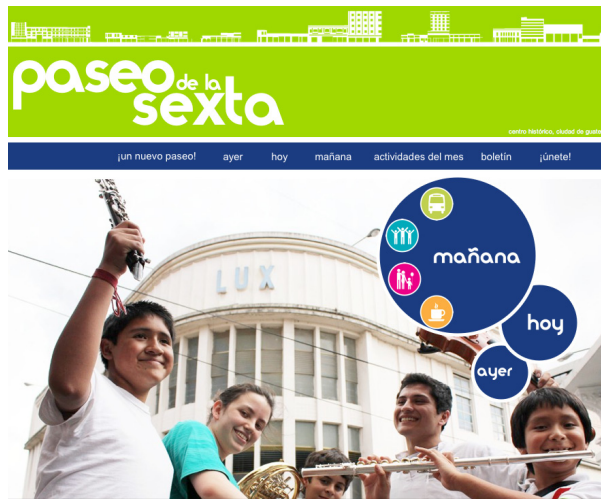 paseo de la
sexta
centro histórico, ciudad de guate
¡un nuevo paseo! ayer hoy mañana actividades del mes boletín ¡únete!
LUX
mañana
hoy
ayer